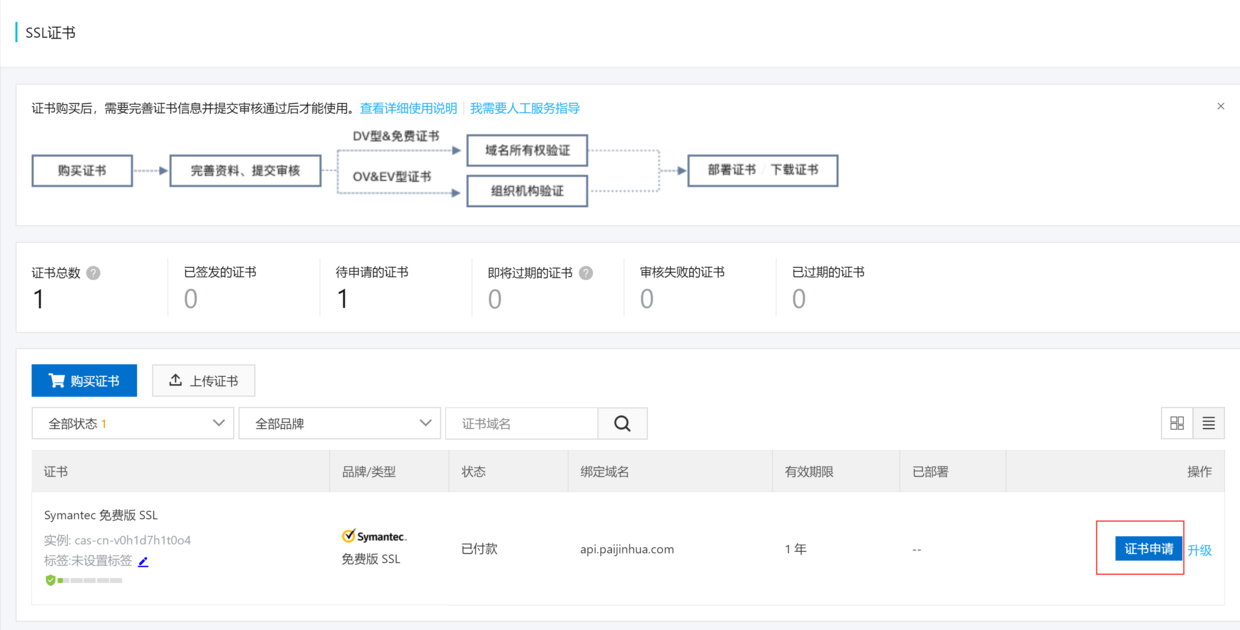 SSL证书
证书购买后，需要完善证书信息并提交审核通过后才能使用。查看详细使用说明 我需要人工服务指导
DV型&免费证书
域名所有权验证
购买证书 完善资料、提交审核 部署证书 / 下载证书
OV&EV型证书
组织机构验证
证书总数 ? 已签发的证书 待申请的证书 即将过期的证书 ? 审核失败的证书 已过期的证书
1 0 1 0 0 0
购买证书 上传证书
全部状态 1 全部品牌 证书域名
证书 品牌/类型 状态 绑定域名 有效期限 已部署 操作
Symantec 免费版 SSL
实例: cas-cn-v0h1d7h1t0o4
标签:未设置标签
Symantec.
免费版 SSL
已付款 api.paijinhua.com 1 年 -- 证书申请 升级